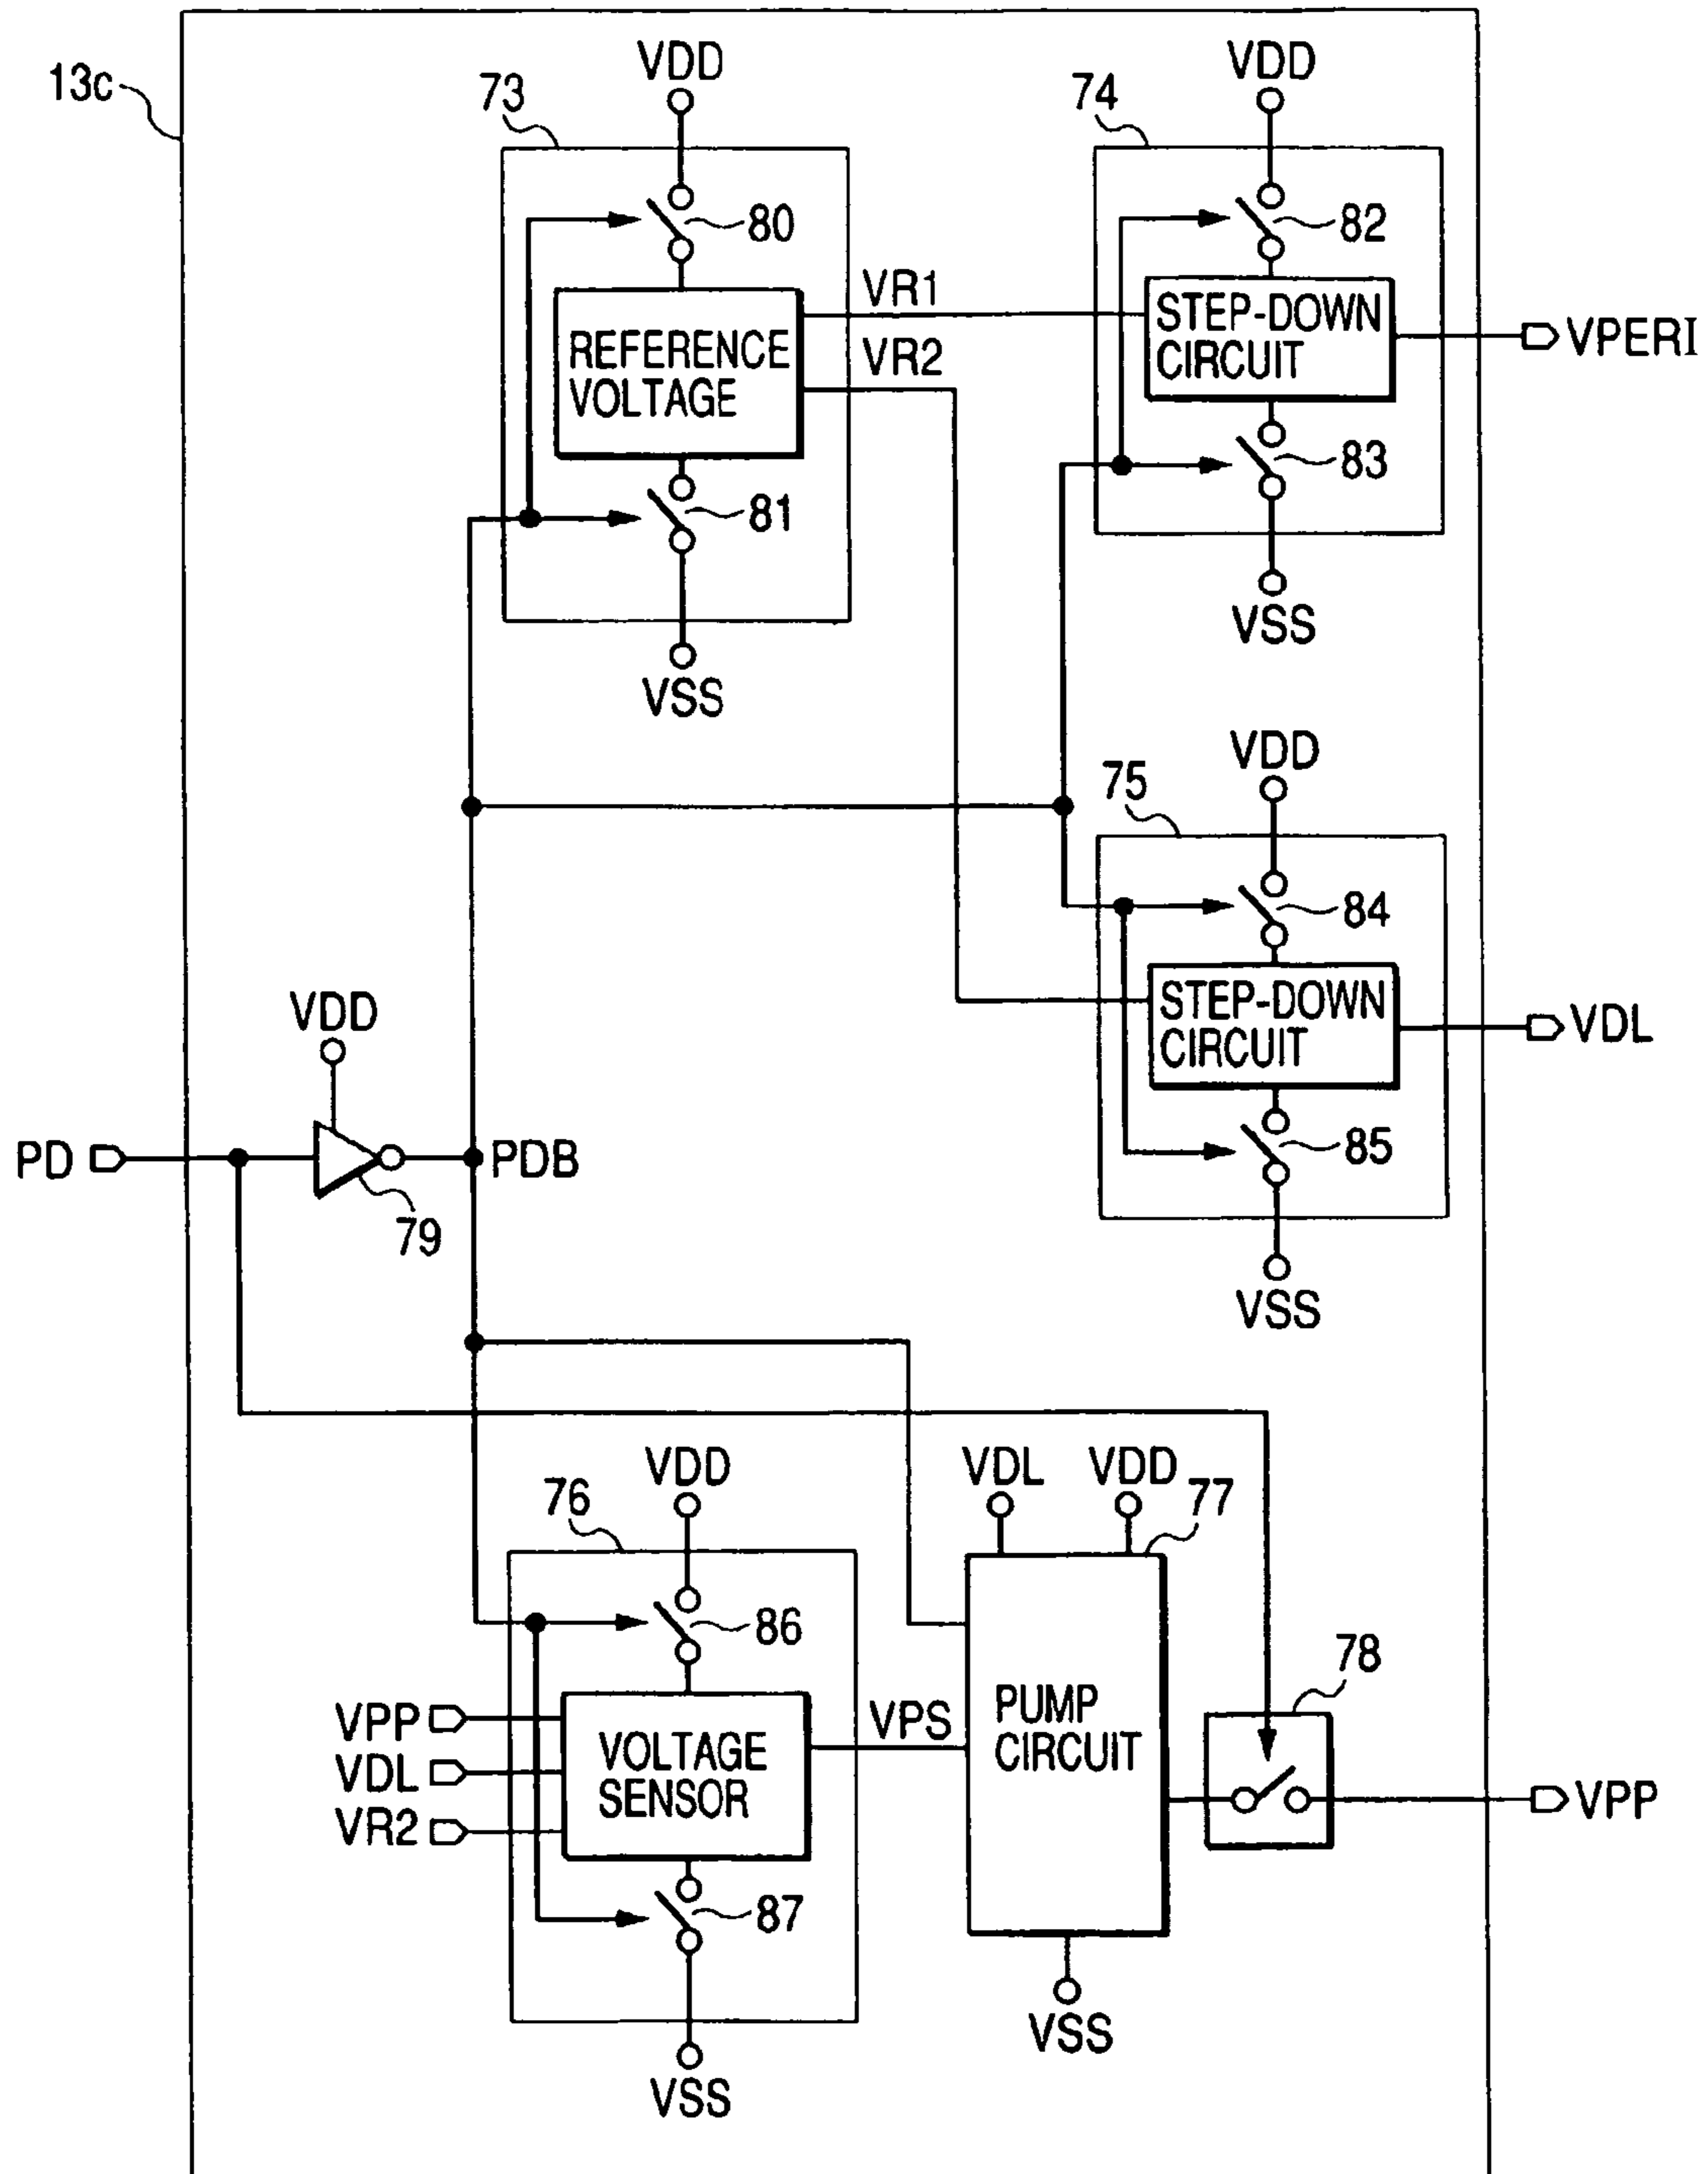 13c
VDD
73
80
REFERENCE
VOLTAGE
VR1
VR2
81
VSS
VDD
74
82
STEP-DOWN
CIRCUIT
VPERI
83
VSS
VDD
75
84
STEP-DOWN
CIRCUIT
VDL
85
VSS
VDD
PD
PDB
79
VDD
76
86
VPP
VDL
VR2
VOLTAGE
SENSOR
VPS
87
VSS
VDL
VDD
77
PUMP
CIRCUIT
78
VPP
VSS